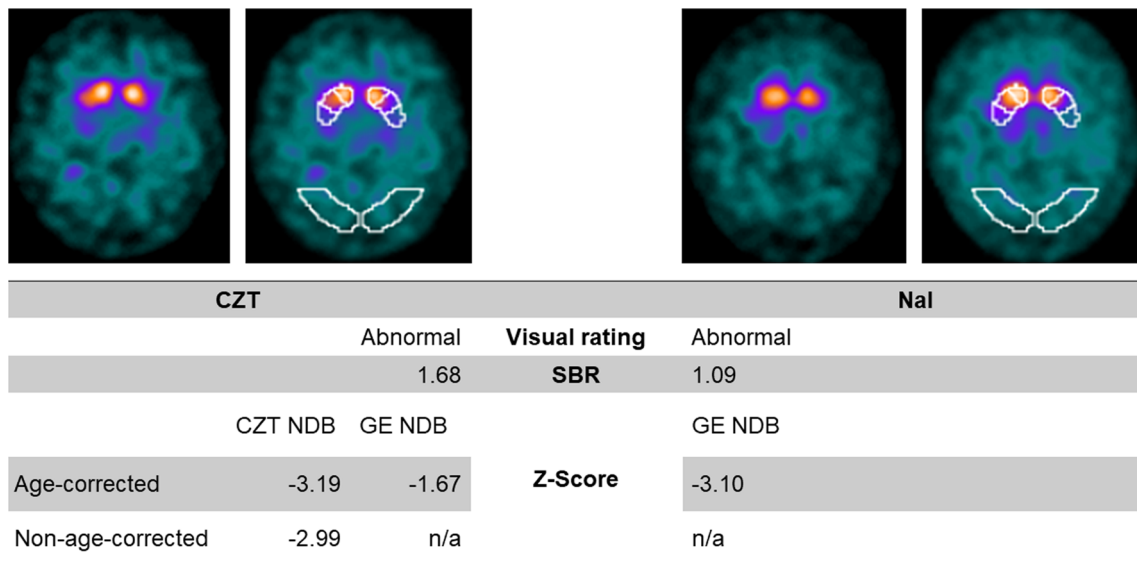 CZT NaI
Abnormal Visual rating Abnormal
1.68 SBR 1.09
CZT NDB GE NDB GE NDB
Z-Score
Age-corrected -3.19 -1.67 -3.10
Non-age-corrected -2.99 n/a n/a